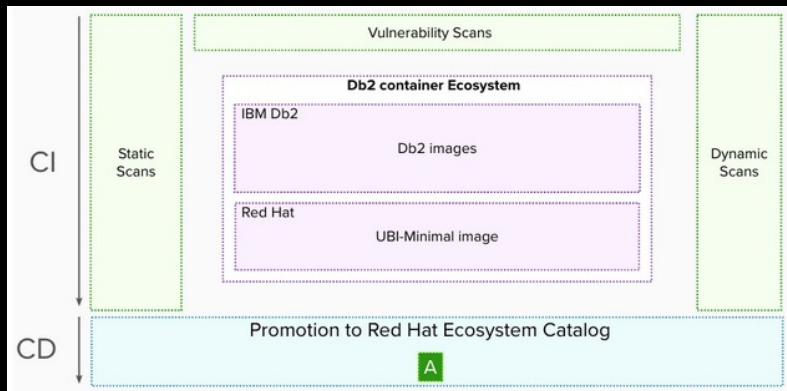 Vulnerability Scans
Db2 container Ecosystem
IBM Db2
Db2 images
CI
Static
Scans
Dynamic
Scans
Red Hat
UBI-Minimal image
Promotion to Red Hat Ecosystem Catalog
CD
A